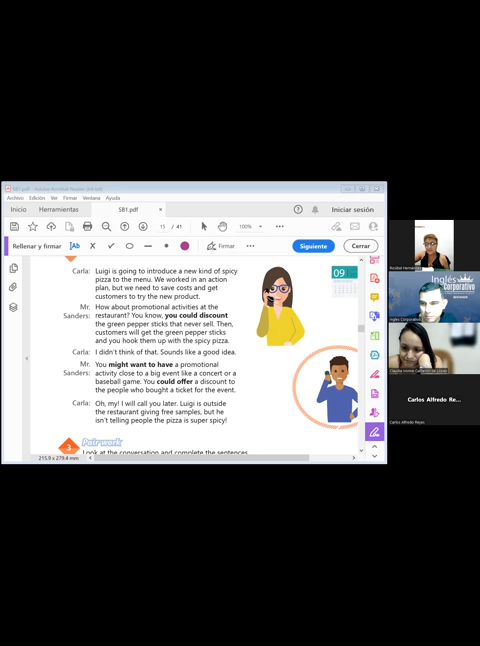 SB1.pdf - Adobe Acrobat Reader (64-bit)
Archivo Edición Ver Firmar Ventana Ayuda
Inicio Herramientas SB1.pdf × Iniciar sesión
15 / 41 100%
Rellenar y firmar Ab Firmar Siguiente Cerrar
Carla: Luigi is going to introduce a new kind of spicy
pizza to the menu. We worked in an action
plan, but we need to save costs and get
customers to try the new product.
Mr. Sanders: How about promotional activities at the
restaurant? You know, you could discount
the green pepper sticks that never sell. Then,
customers will get the green pepper sticks
and you hook them up with the spicy pizza.
Carla: I didn't think of that. Sounds like a good idea.
Mr. Sanders: You might want to have a promotional
activity close to a big event like a concert or a
baseball game. You could offer a discount to
the people who bought a ticket for the event.
Carla: Oh, my! I will call you later. Luigi is outside
the restaurant giving free samples, but he
isn't telling people the pizza is super spicy!
09
3 Pair work
Look at the conversation and complete the sentences
215.9 x 279.4 mm
Inglés Corporativo
Inglés Corporativo
Carlos Alfredo Re...
Carlos Alfredo Rejas